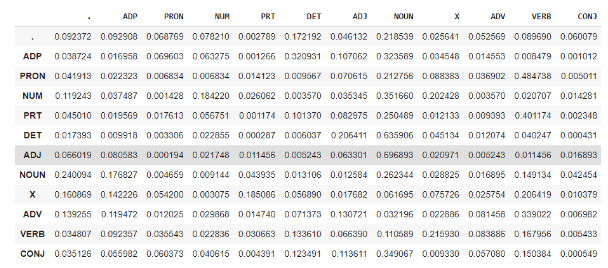 . ADP PRON NUM PRT DET ADJ NOUN X ADV VERB CONJ
. 0.092372 0.092908 0.068769 0.078210 0.002789 0.172192 0.046132 0.218539 0.025641 0.052569 0.089690 0.060079
ADP 0.038724 0.016958 0.069603 0.063275 0.001266 0.320931 0.107062 0.323589 0.034548 0.014553 0.008479 0.001012
PRON 0.041913 0.022323 0.006834 0.006834 0.014123 0.009567 0.070615 0.212756 0.088383 0.036902 0.484738 0.005011
NUM 0.119243 0.037487 0.001428 0.184220 0.026062 0.003570 0.035345 0.351660 0.202428 0.003570 0.020707 0.014281
PRT 0.045010 0.019569 0.017613 0.056751 0.001174 0.101370 0.082975 0.250489 0.012133 0.009393 0.401174 0.002348
DET 0.017393 0.009918 0.003306 0.022855 0.000287 0.006037 0.206411 0.635906 0.045134 0.012074 0.040247 0.000431
ADJ 0.066019 0.080583 0.000194 0.021748 0.011456 0.005243 0.063301 0.696893 0.020971 0.005243 0.011456 0.016893
NOUN 0.240094 0.176827 0.004659 0.009144 0.043935 0.013106 0.012584 0.262344 0.028825 0.016895 0.149134 0.042454
X 0.160869 0.142226 0.054200 0.003075 0.185086 0.056890 0.017682 0.061695 0.075726 0.025754 0.206419 0.010379
ADV 0.139255 0.119472 0.012025 0.029868 0.014740 0.071373 0.130721 0.032196 0.022886 0.081458 0.339022 0.006982
VERB 0.034807 0.092357 0.035543 0.022836 0.030663 0.133610 0.066390 0.110589 0.215930 0.083886 0.167956 0.005433
CONJ 0.035126 0.055982 0.060373 0.040615 0.004391 0.123491 0.113611 0.349067 0.009330 0.057080 0.150384 0.000549